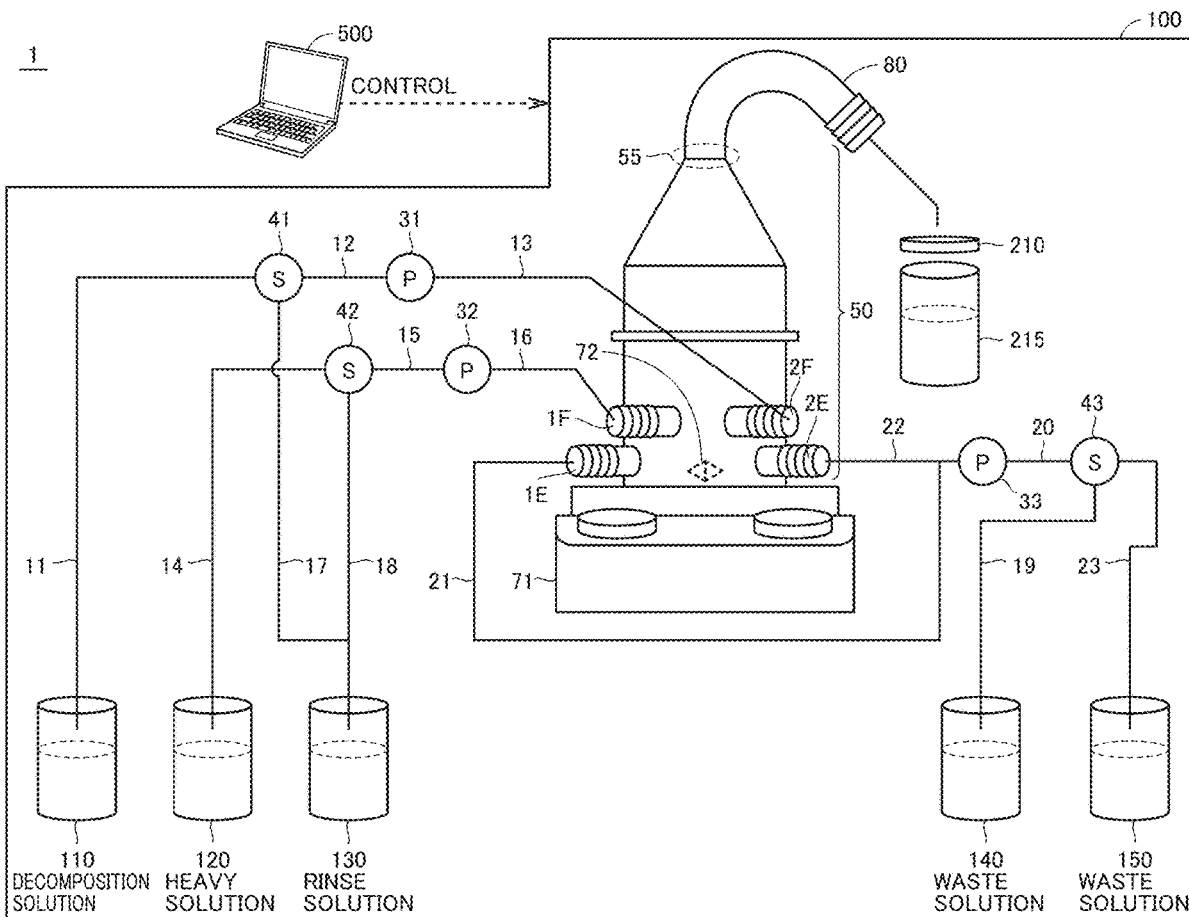 1
500
CONTROL
100
80
55
41
12
31
13
S
P
210
42
15
32
16
50
S
P
72
215
1F
2F
2E
43
22
20
P
S
1E
33
11
14
17
18
21
71
19
23
110
DECOMPOSITION
SOLUTION
120
HEAVY
SOLUTION
130
RINSE
SOLUTION
140
WASTE
SOLUTION
150
WASTE
SOLUTION